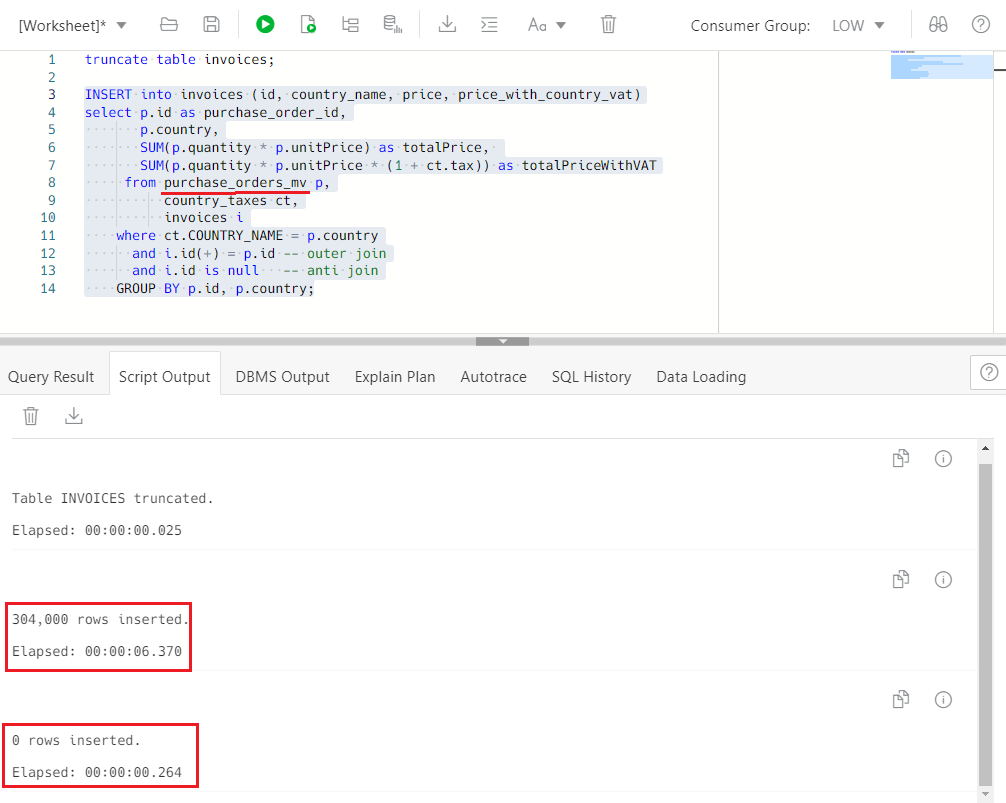 [Worksheet]* Aa Consumer Group: LOW
1 truncate table invoices;
2
3 INSERT into invoices (id, country_name, price, price_with_country_vat)
4 select p.id as purchase_order_id,
5 p.country,
6 SUM(p.quantity * p.unitPrice) as totalPrice,
7 SUM(p.quantity * p.unitPrice * (1 + ct.tax)) as totalPriceWithVAT
8 from purchase_orders_mv p,
9 country_taxes ct,
10 invoices i
11 where ct.COUNTRY_NAME = p.country
12 and i.id(+) = p.id -- outer join
13 and i.id is null -- anti join
14 GROUP BY p.id, p.country;
Query Result Script Output DBMS Output Explain Plan Autotrace SQL History Data Loading
Table INVOICES truncated.
Elapsed: 00:00:00.025
304,000 rows inserted.
Elapsed: 00:00:06.370
0 rows inserted.
Elapsed: 00:00:00.264